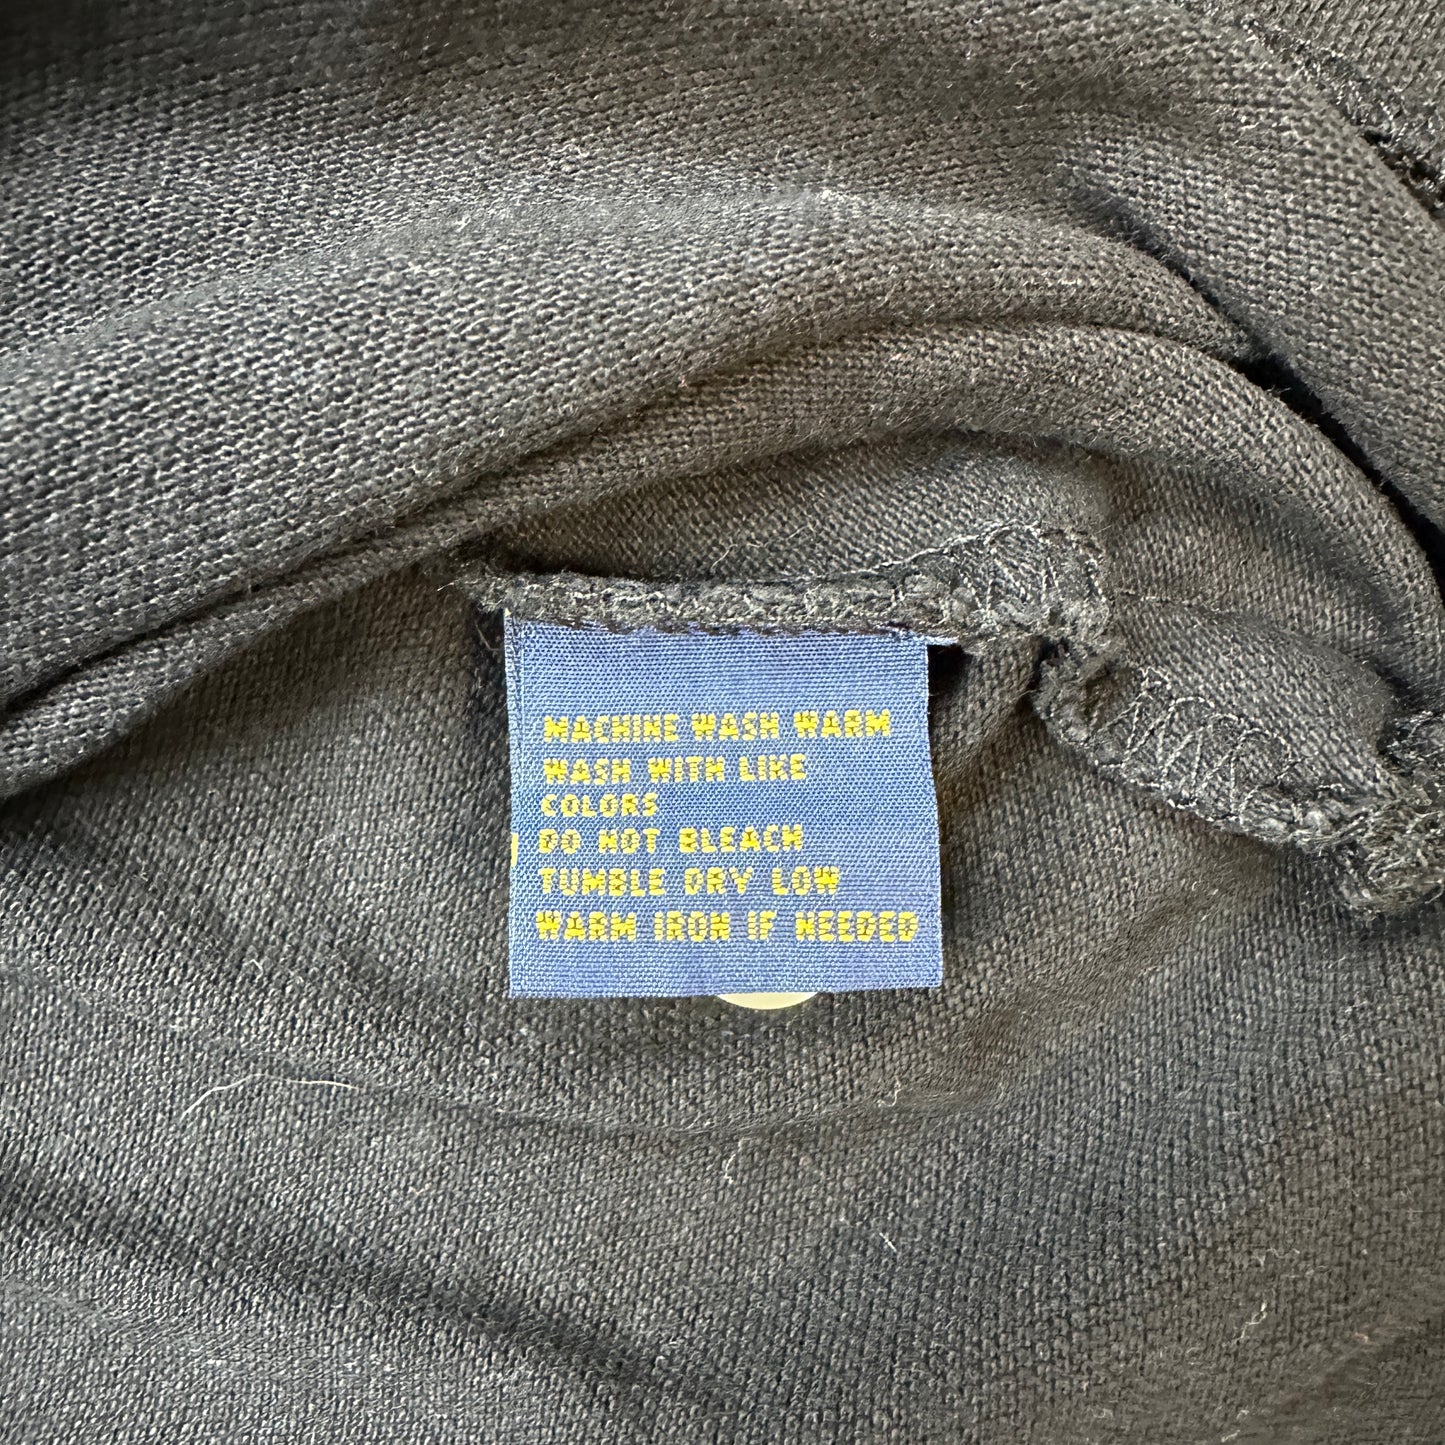 MACHINE WASH WARM
WASH WITH LIKE
COLORS
DO NOT BLEACH
TUMBLE DRY LOW
WARM IRON IF NEEDED